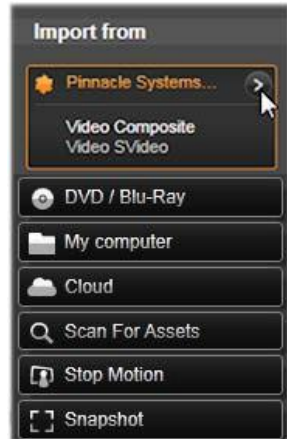 Import from
Pinnacle Systems...
Video Composite
Video SVideo
DVD / Blu-Ray
My computer
Cloud
Scan For Assets
Stop Motion
Snapshot